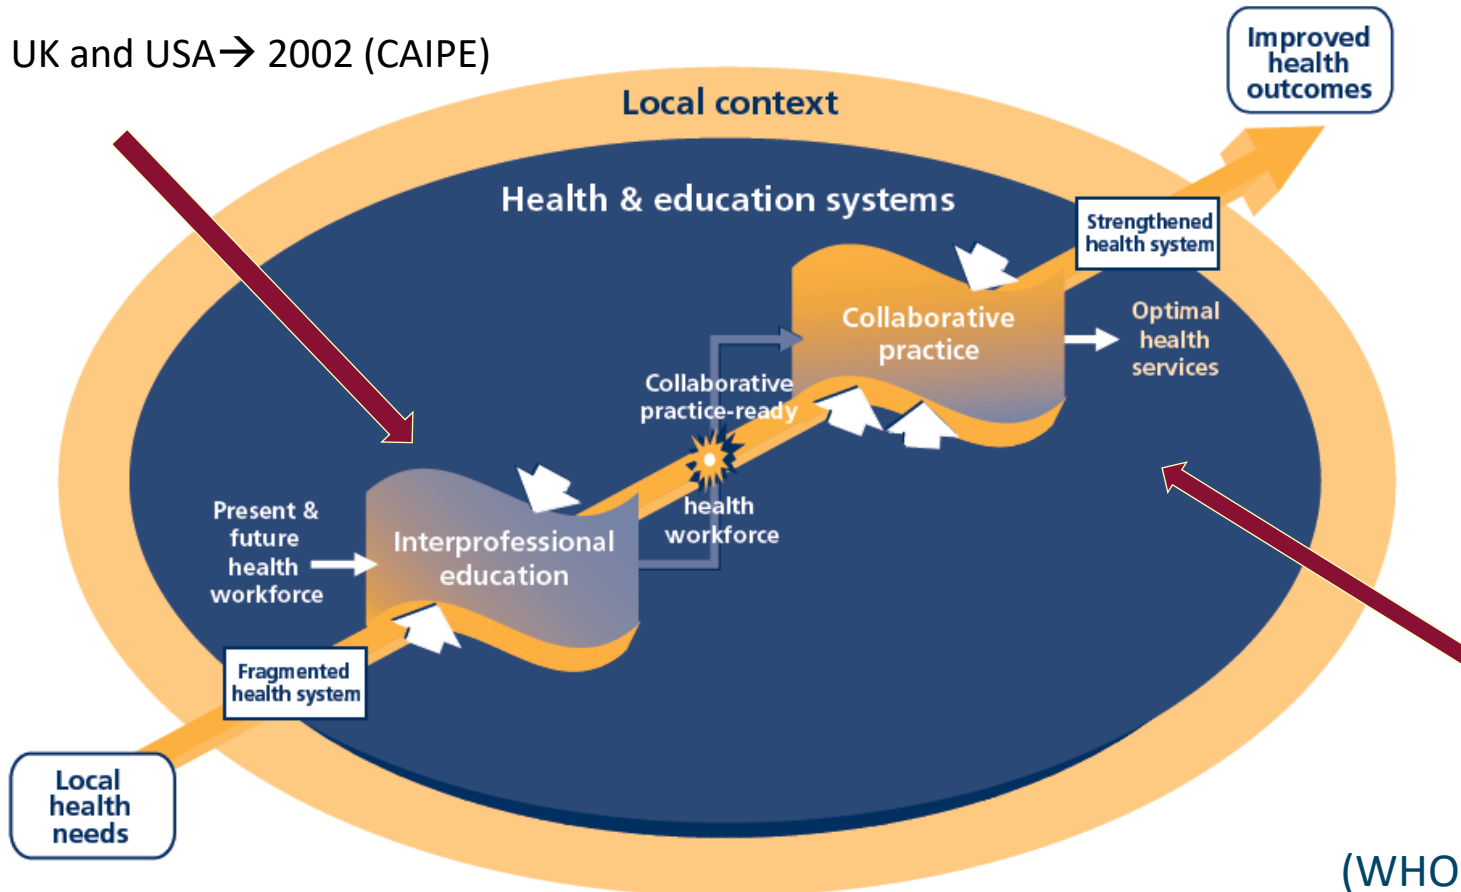 UK and USA→ 2002 (CAIPE)
Improved
health
outcomes
Local context
Health & education systems
Strengthened
health system
Collaborative
practice
Optimal
health
services
Collaborative
practice-ready
health
workforce
Present &
future
health
workforce
Interprofessional
education
Fragmented
health system
Local
health
needs
(WHO